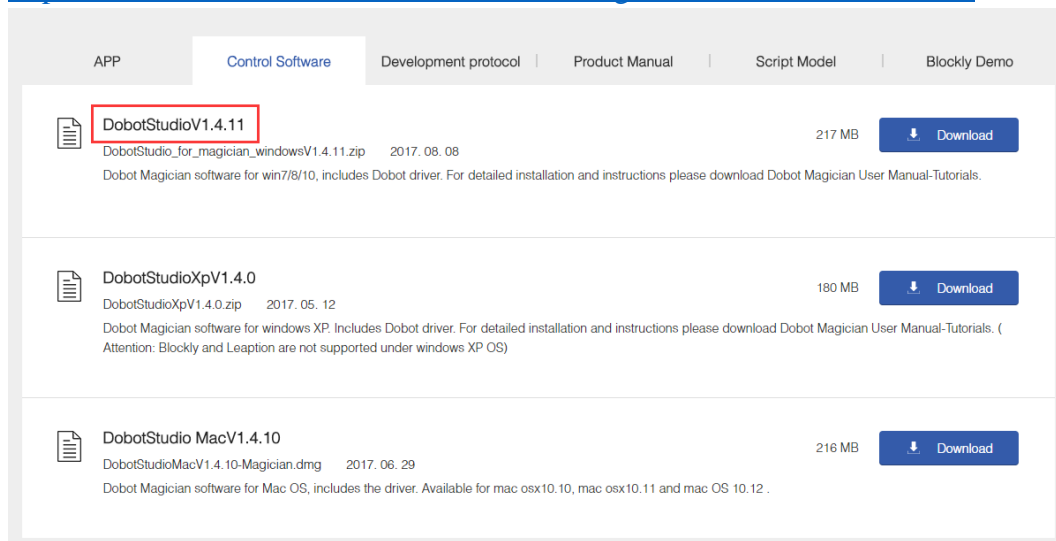 APP Control Software Development protocol Product Manual Script Model Blockly Demo
DobotStudioV1.4.11
217 MB Download
DobotStudio_for_magician_windowsV1.4.11.zip 2017. 08. 08
Dobot Magician software for win7/8/10, includes Dobot driver. For detailed installation and instructions please download Dobot Magician User Manual-Tutorials.
DobotStudioXpV1.4.0
180 MB Download
DobotStudioXpV1.4.0.zip 2017. 05. 12
Dobot Magician software for windows XP. Includes Dobot driver. For detailed installation and instructions please download Dobot Magician User Manual-Tutorials. (
Attention: Blockly and Leaption are not supported under windows XP OS)
DobotStudio MacV1.4.10
216 MB Download
DobotStudioMacV1.4.10-Magician.dmg 2017. 06. 29
Dobot Magician software for Mac OS, includes the driver. Available for mac osx10.10, mac osx10.11 and mac OS 10.12 .